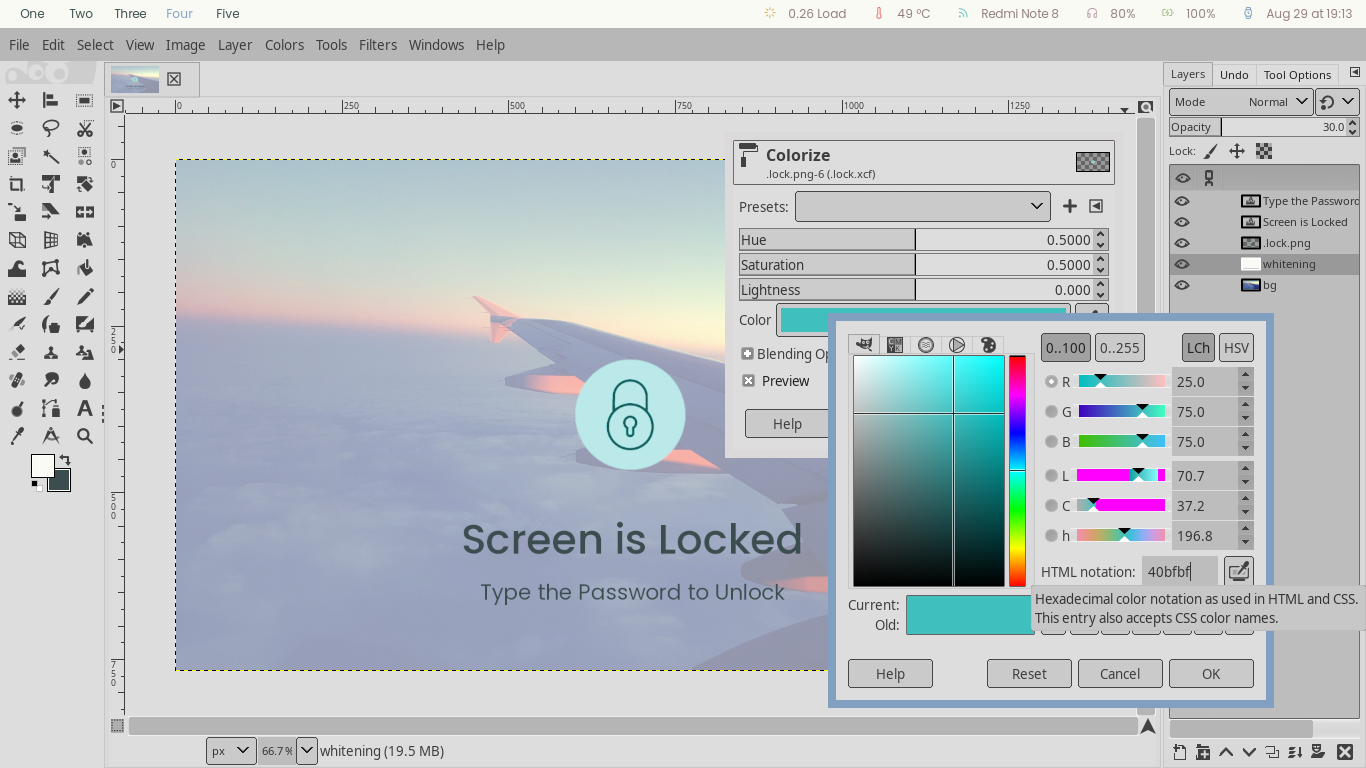 One Two Three Four Five
0.26 Load 49 ºC Redmi Note 8 80% 100% Aug 29 at 19:13
File Edit Select View Image Layer Colors Tools Filters Windows Help
Layers Undo Tool Options
Mode Normal
Opacity 30.0
Lock:
Type the Password
Screen is Locked
.lock.png
whitening
bg
0 250 500 750 1000 1250
0
250
500
750
Colorize
.lock.png-6 (.lock.xcf)
Presets:
Hue 0.5000
Saturation 0.5000
Lightness 0.000
Color
Blending Op
Preview
Help
0..100 0..255 LCh HSV
R 25.0
G 75.0
B 75.0
L 70.7
C 37.2
h 196.8
HTML notation: 40bfbf
Hexadecimal color notation as used in HTML and CSS.
This entry also accepts CSS color names.
Current:
Old:
Help Reset Cancel OK
Screen is Locked
Type the Password to Unlock
px 66.7% whitening (19.5 MB)